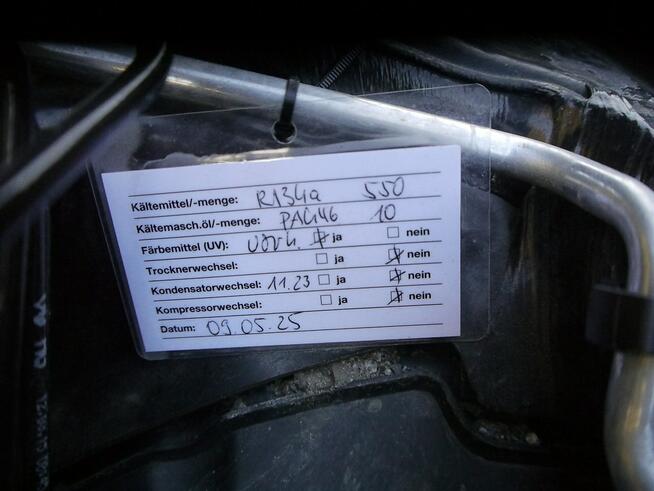 Kältemittel/-menge: R134a 550
Kältemasch.öl/-menge: PAG46 10
Färbemittel (UV): vorh. ☒ ja ☐ nein
Trocknerwechsel: ☐ ja ☒ nein
Kondensatorwechsel: 11.23 ☐ ja ☒ nein
Kompressorwechsel: ☐ ja ☒ nein
Datum: 09.05.25